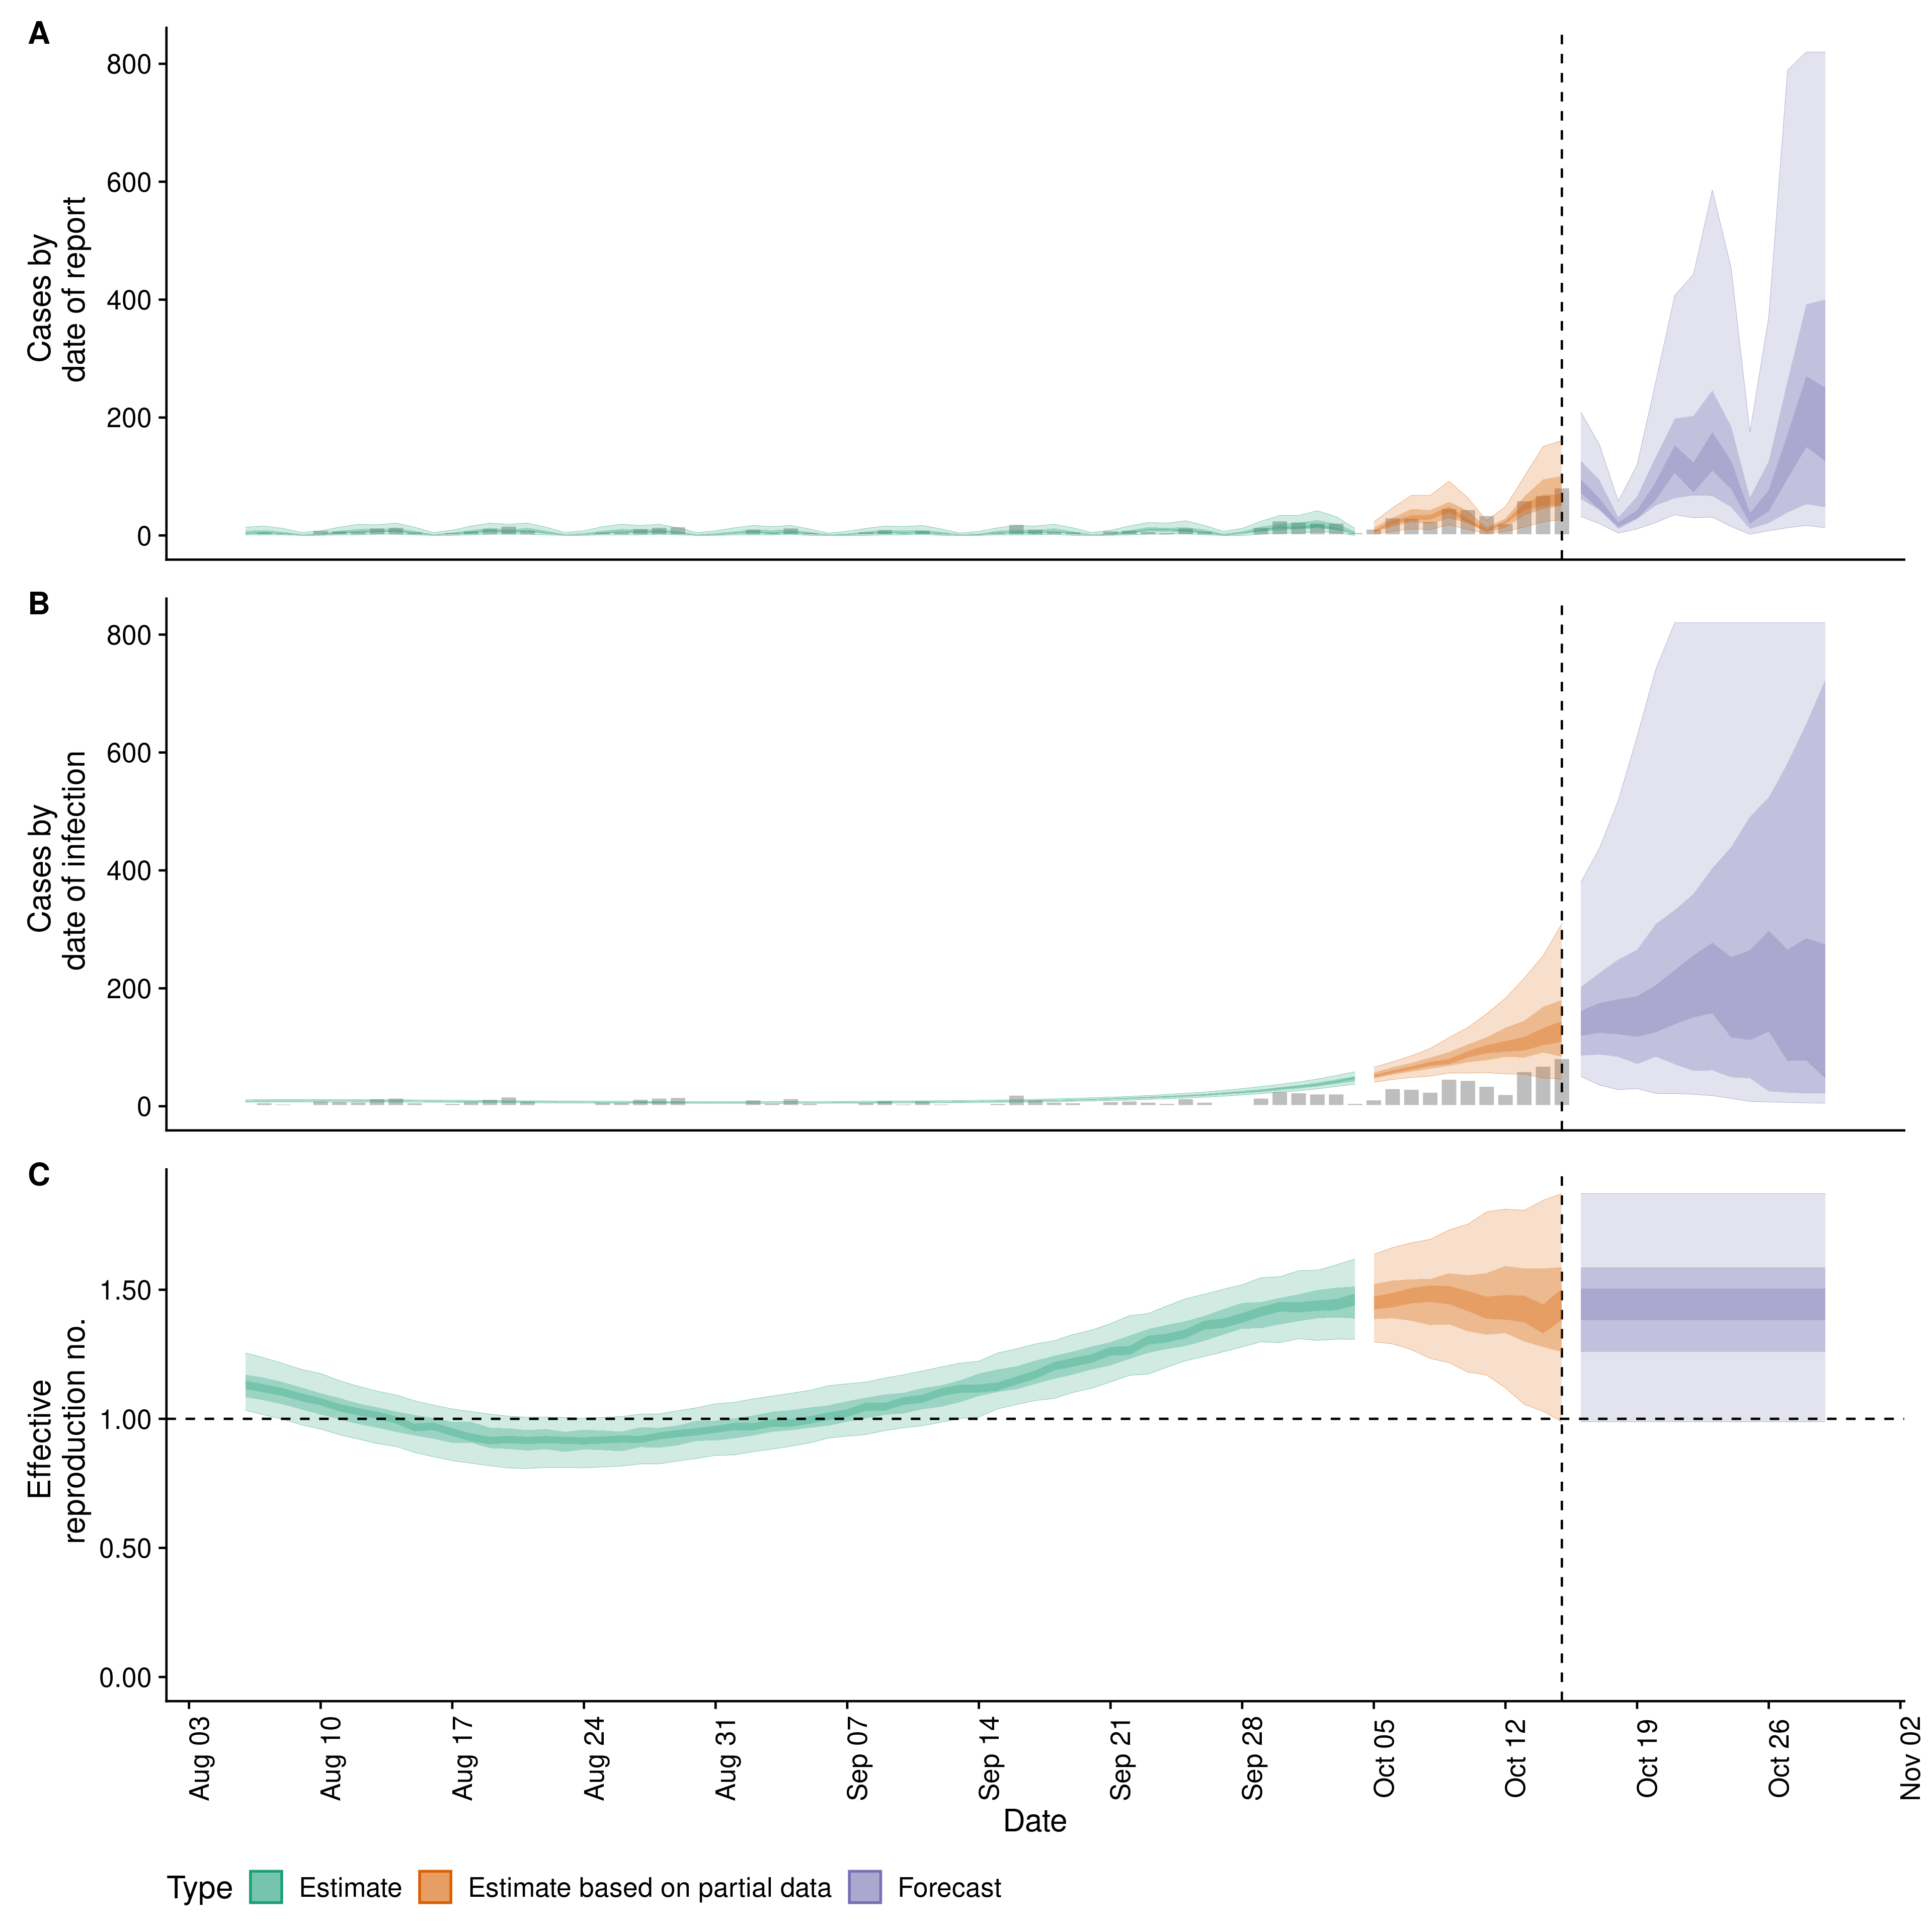 A
800
600
400
200
0
Cases by
date of report
B
800
600
400
200
0
Cases by
date of infection
C
1.50
1.00
0.50
0.00
Effective
reproduction no.
Aug 03
Aug 10
Aug 17
Aug 24
Aug 31
Sep 07
Sep 14
Sep 21
Sep 28
Oct 05
Oct 12
Oct 19
Oct 26
Nov 02
Date
Type Estimate Estimate based on partial data Forecast